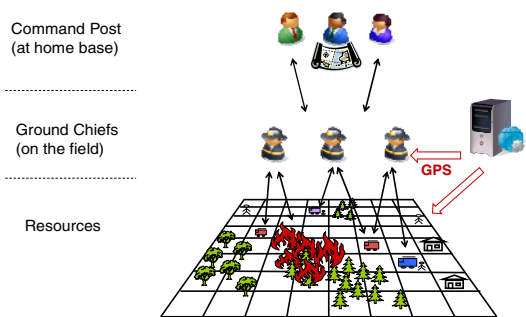 Command Post
(at home base)
Ground Chiefs
(on the field)
GPS
Resources